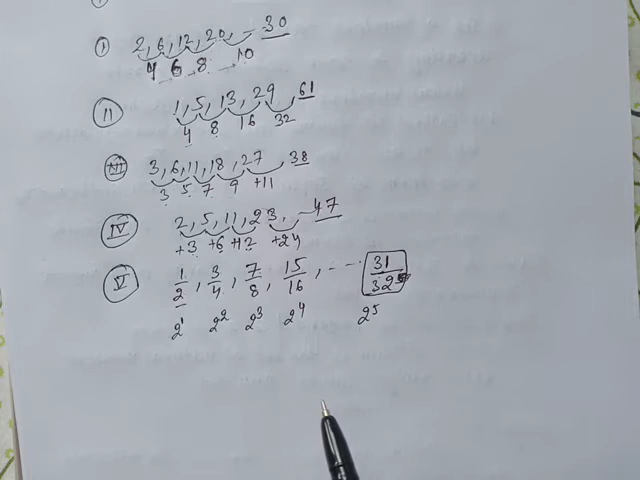 I 2, 6, 12, 20, -- 30
4 6 8 → 10
II 1, 5, 13, 29, 61
4 8 16 32
III 3, 6, 11, 18, 27, 38
3 5 7 9 +11
IV 2, 5, 11, 23, -- 47
+3 +6 +12 +24
V 1/2, 3/4, 7/8, 15/16, --- 31/32
2¹ 2² 2³ 2⁴ 2⁵